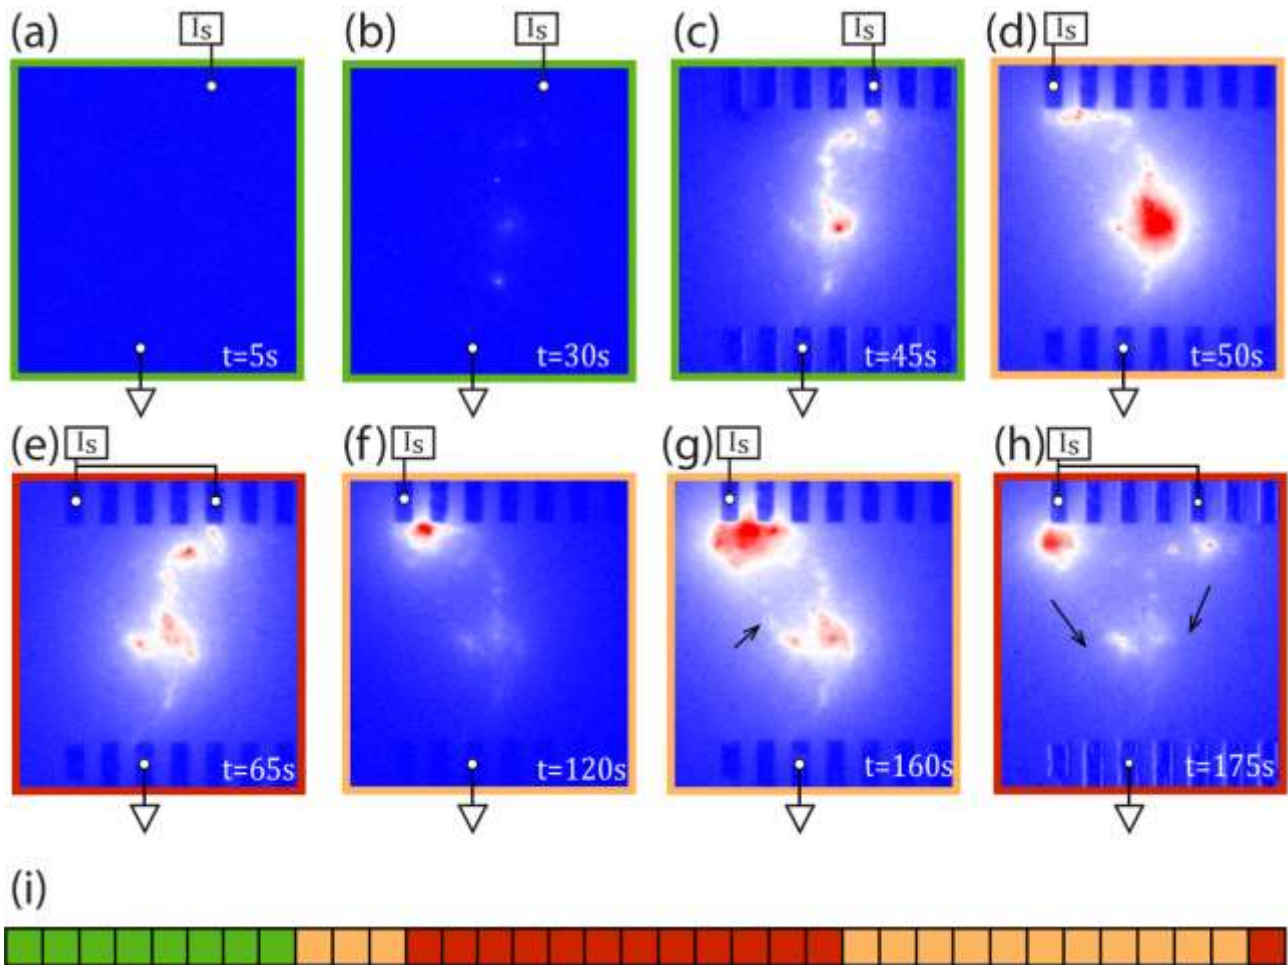 (a) Is (b) Is (c) Is (d) Is
t=5s t=30s t=45s t=50s
(e) Is (f) Is (g) Is (h) Is
t=65s t=120s t=160s t=175s
(i)